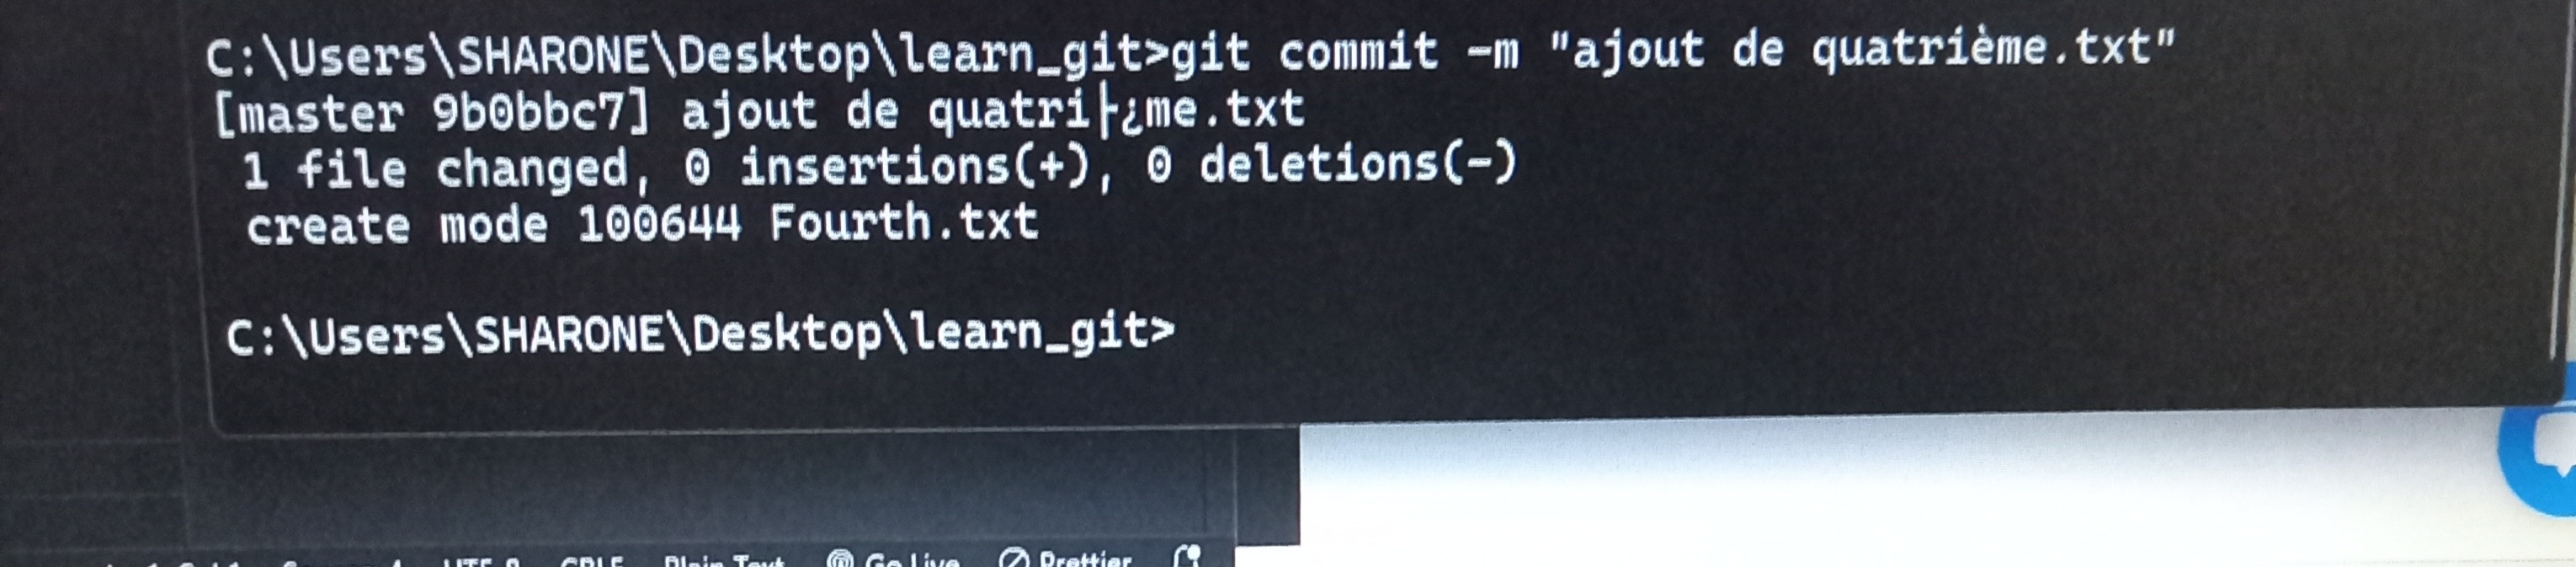 C:\Users\SHARONE\Desktop\learn_git>git commit -m "ajout de quatrième.txt"
[master 9b0bbc7] ajout de quatri├¿me.txt
 1 file changed, 0 insertions(+), 0 deletions(-)
 create mode 100644 Fourth.txt
C:\Users\SHARONE\Desktop\learn_git>
UTF-8 CRLF Plain Text Go Live Prettier